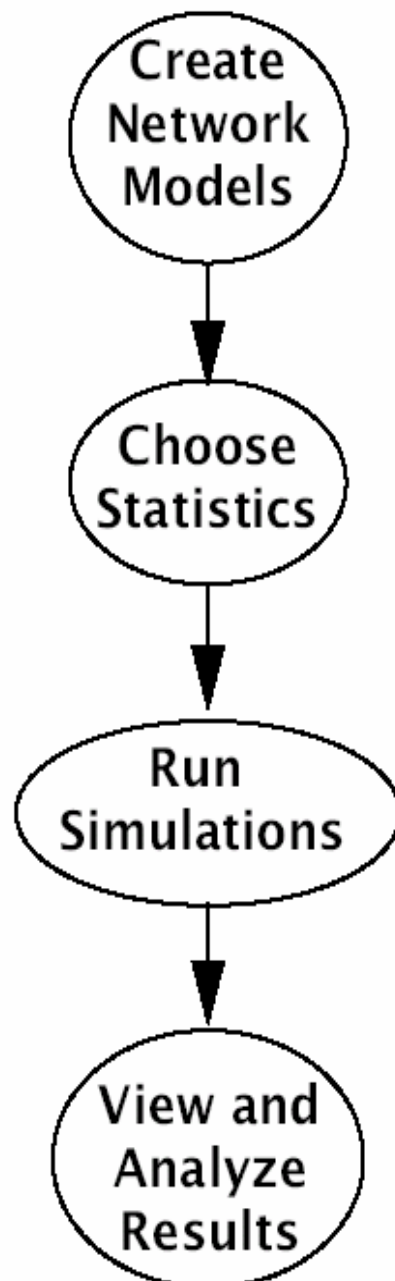 Create
Network
Models
Choose
Statistics
Run
Simulations
View and
Analyze
Results